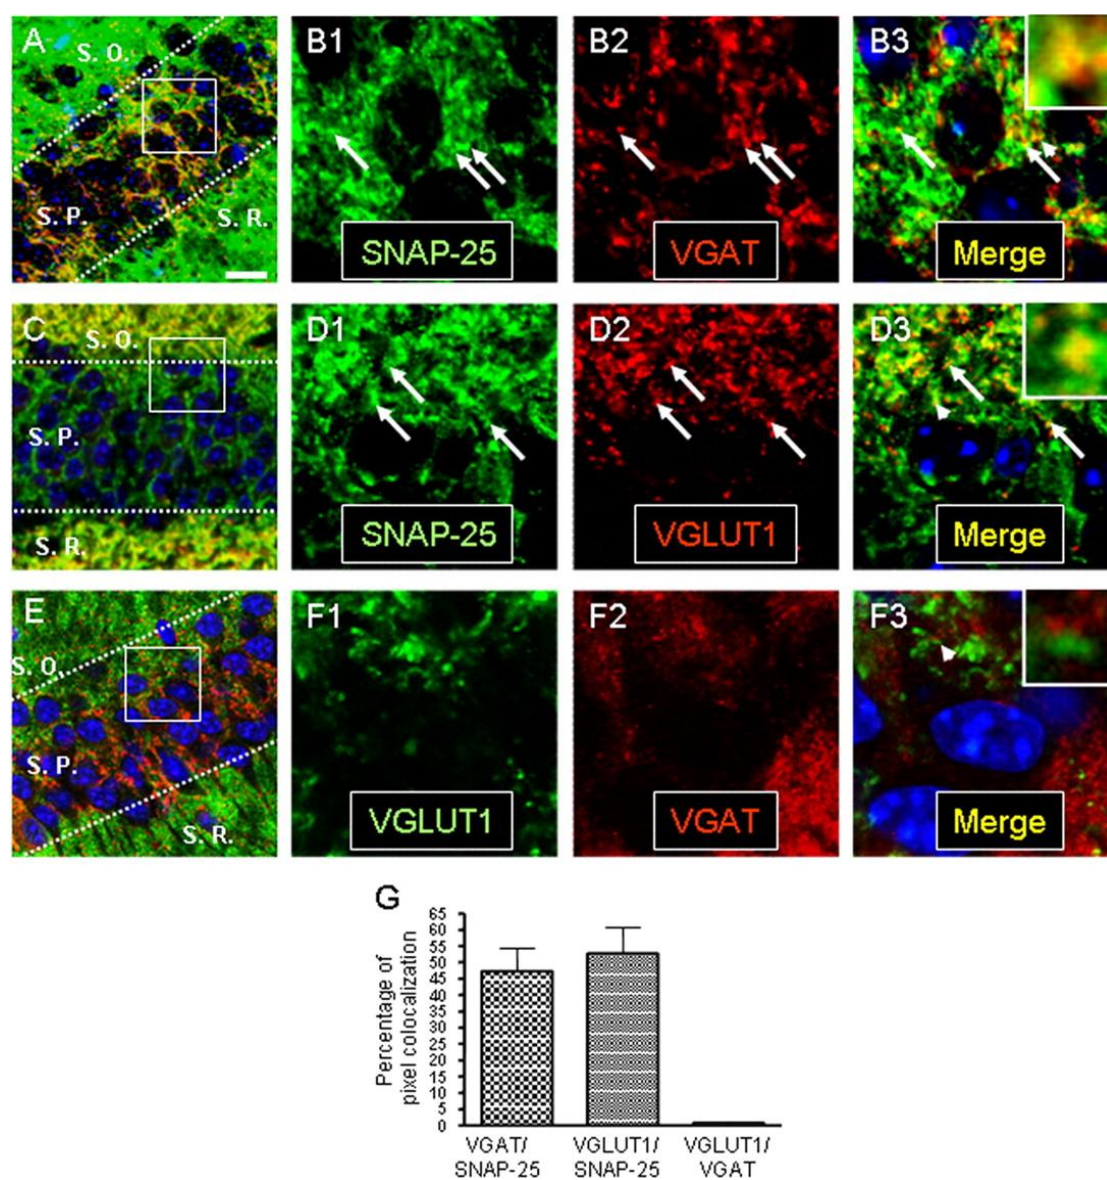 A
S. O.
S. P.
S. R.
B1
SNAP-25
B2
VGAT
B3
Merge
C
S. O.
S. P.
S. R.
D1
SNAP-25
D2
VGLUT1
D3
Merge
E
S. O.
S. P.
S. R.
F1
VGLUT1
F2
VGAT
F3
Merge
G
Percentage of
pixel colocalization
65
60
55
50
45
40
35
30
25
20
15
10
5
0
VGAT/
SNAP-25
VGLUT1/
SNAP-25
VGLUT1/
VGAT